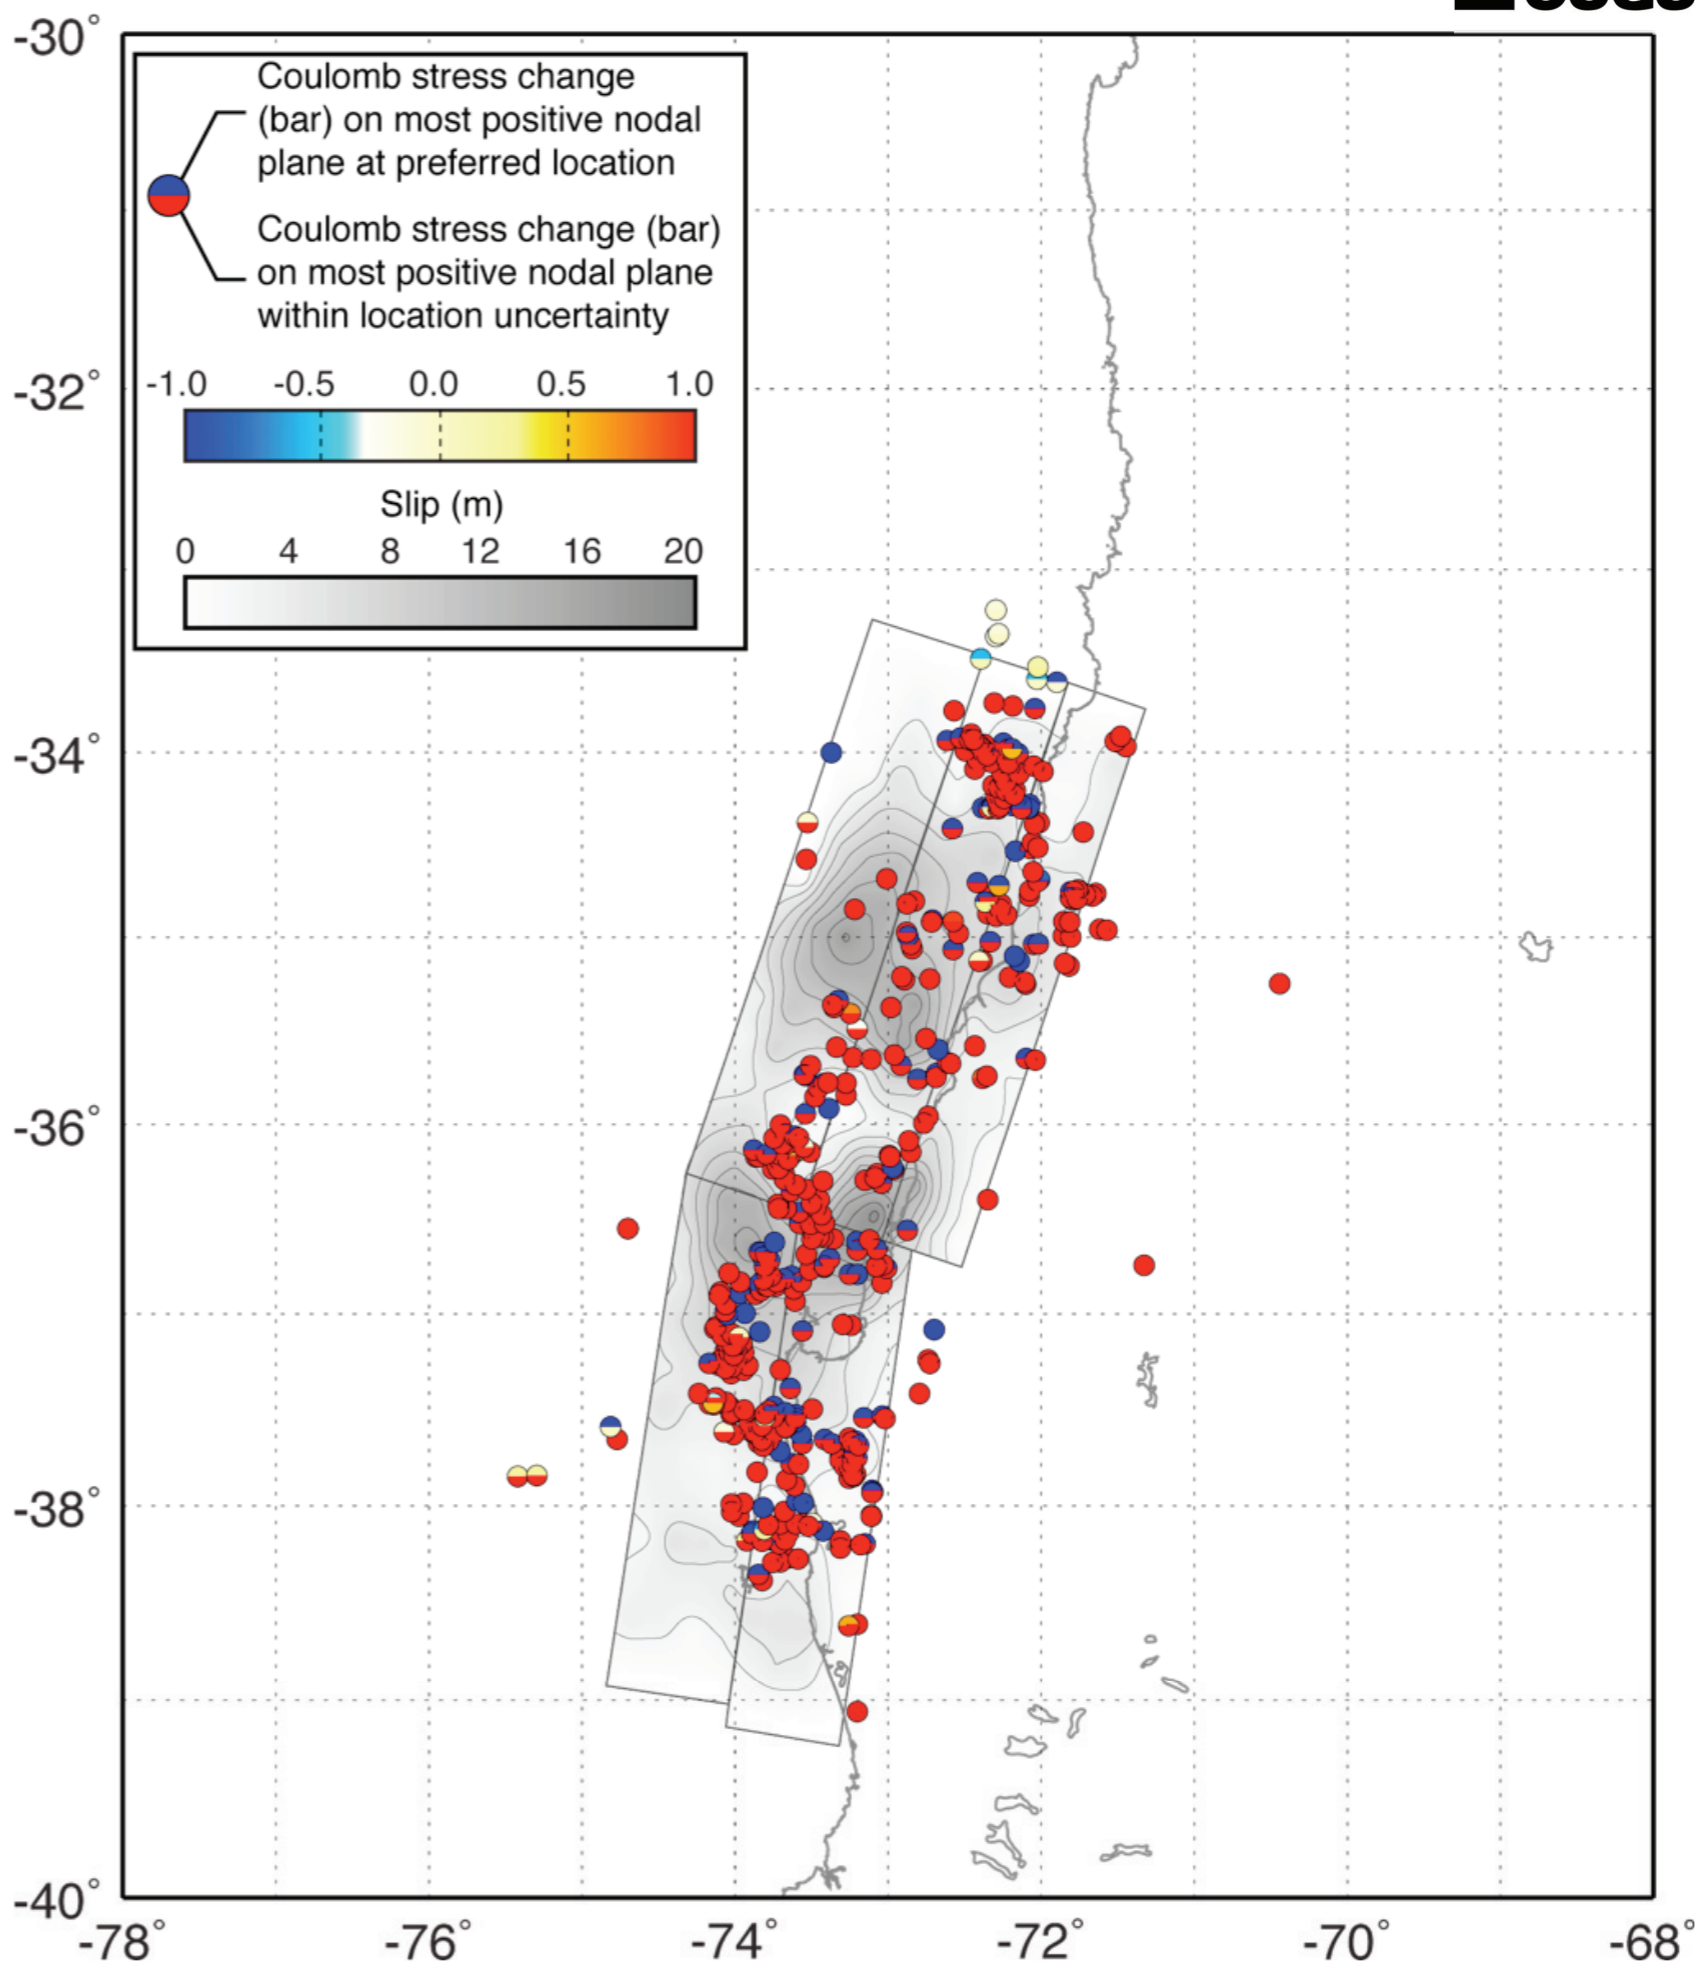 -30°
Coulomb stress change
(bar) on most positive nodal
plane at preferred location
Coulomb stress change (bar)
on most positive nodal plane
within location uncertainty
-1.0 -0.5 0.0 0.5 1.0
Slip (m)
0 4 8 12 16 20
-32°
-34°
-36°
-38°
-40°
-78° -76° -74° -72° -70° -68°